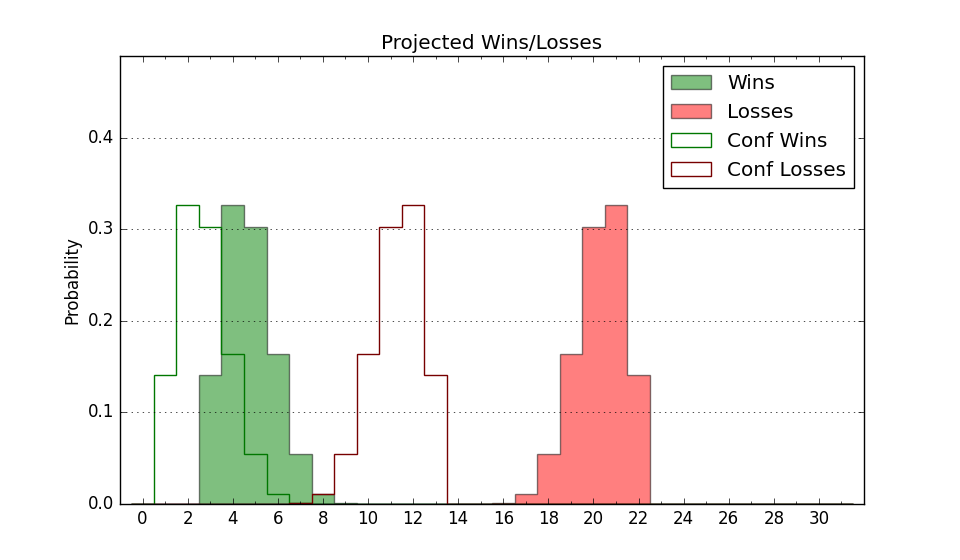 Projected Wins/Losses
Wins
Losses
Conf Wins
Conf Losses
Probability
0.4
0.3
0.2
0.1
0.0
0 2 4 6 8 10 12 14 16 18 20 22 24 26 28 30